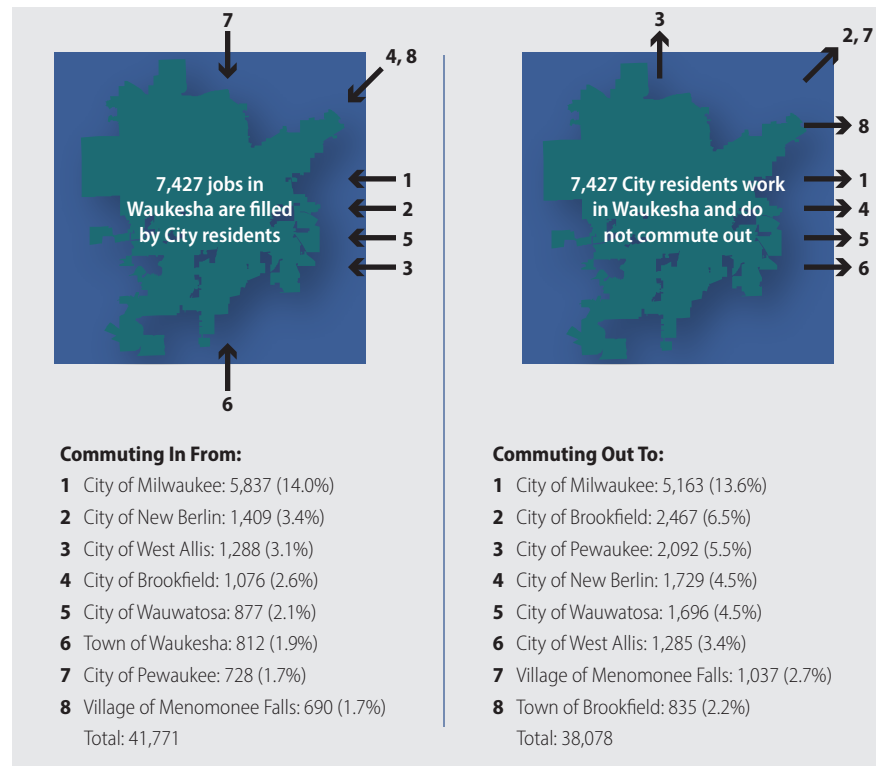 7
4, 8
7,427 jobs in
Waukesha are filled
by City residents
1
2
5
3
6
3
2, 7
8
7,427 City residents work
in Waukesha and do
not commute out
1
4
5
6
Commuting In From:
1 City of Milwaukee: 5,837 (14.0%)
2 City of New Berlin: 1,409 (3.4%)
3 City of West Allis: 1,288 (3.1%)
4 City of Brookfield: 1,076 (2.6%)
5 City of Wauwatosa: 877 (2.1%)
6 Town of Waukesha: 812 (1.9%)
7 City of Pewaukee: 728 (1.7%)
8 Village of Menomonee Falls: 690 (1.7%)
Total: 41,771
Commuting Out To:
1 City of Milwaukee: 5,163 (13.6%)
2 City of Brookfield: 2,467 (6.5%)
3 City of Pewaukee: 2,092 (5.5%)
4 City of New Berlin: 1,729 (4.5%)
5 City of Wauwatosa: 1,696 (4.5%)
6 City of West Allis: 1,285 (3.4%)
7 Village of Menomonee Falls: 1,037 (2.7%)
8 Town of Brookfield: 835 (2.2%)
Total: 38,078